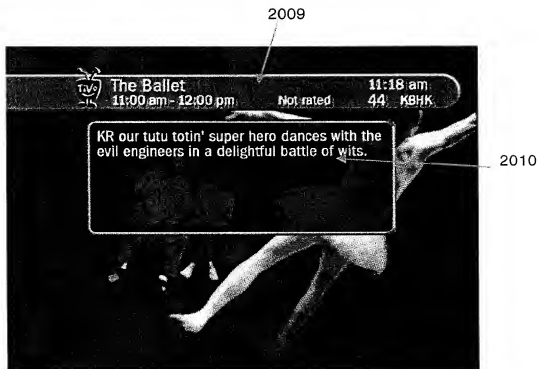 2009
TiVo The Ballet 11:18 am
11:00 am - 12:00 pm Not rated 44 KBHK
KR our tutu totin' super hero dances with the
evil engineers in a delightful battle of wits.
2010